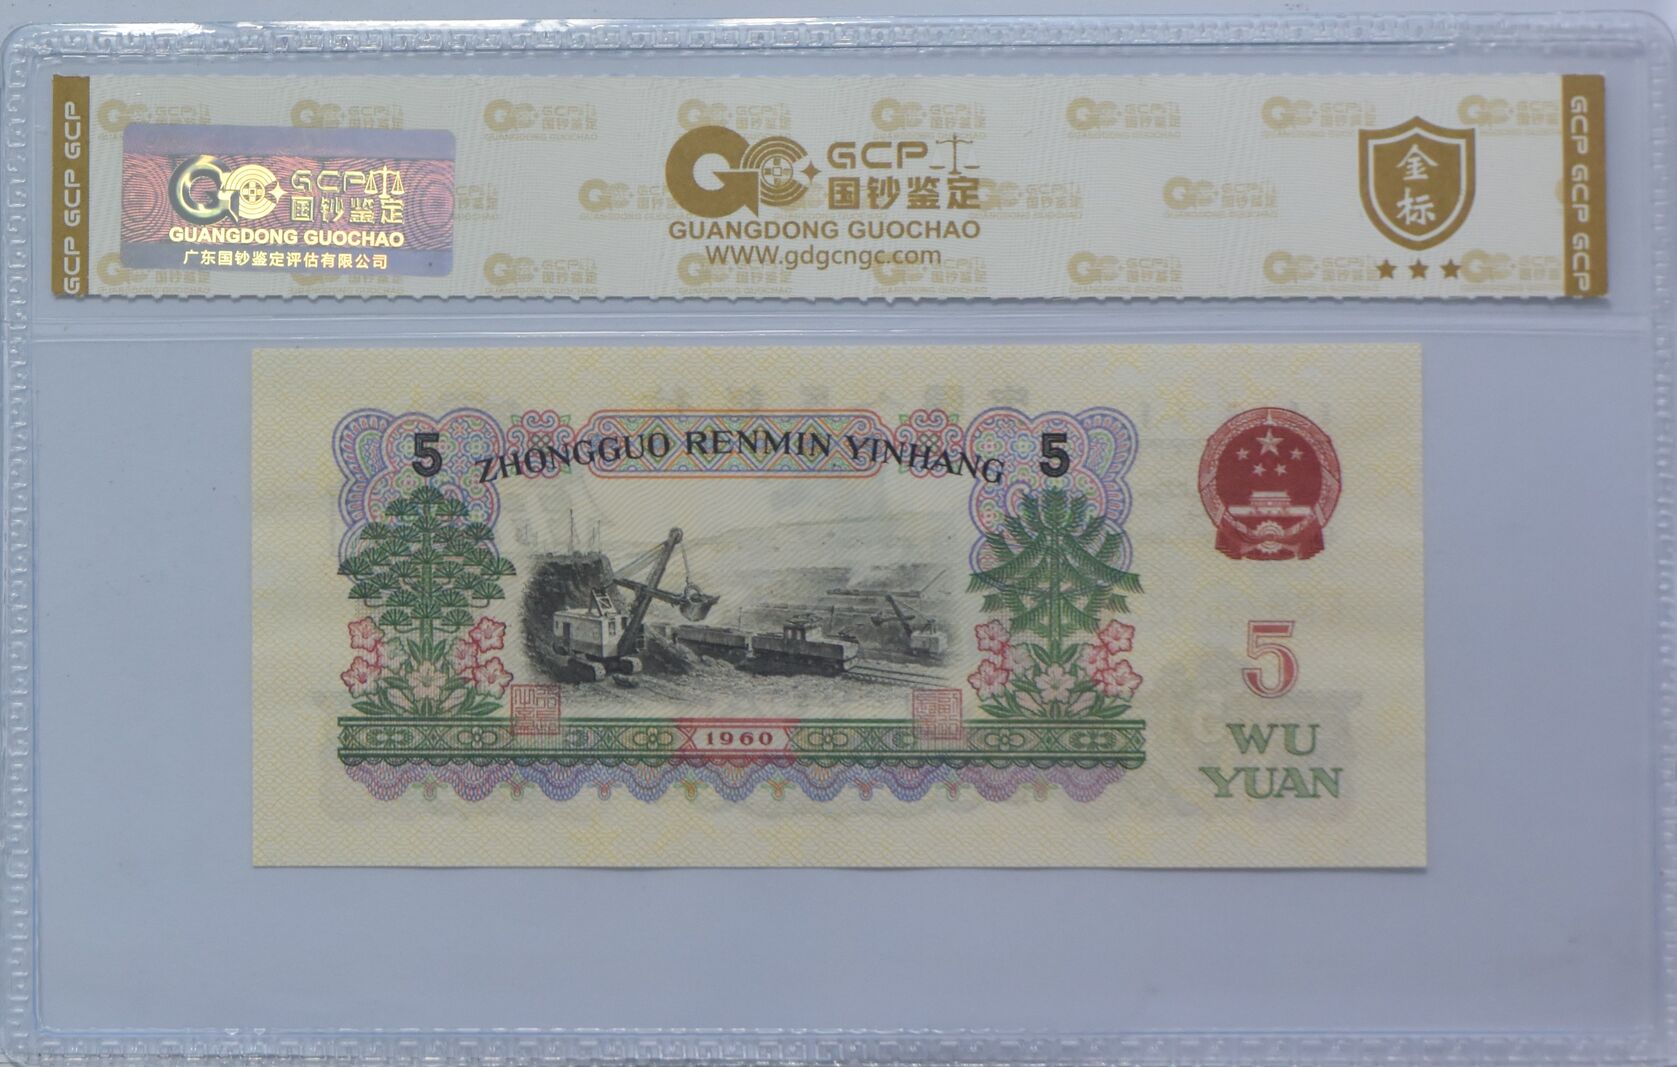 GCP GCP GCP
GCP
国钞鉴定
GUANGDONG GUOCHAO
广东国钞鉴定评估有限公司
GCP
国钞鉴定
GUANGDONG GUOCHAO
WWW.gdgcngc.com
金标
GCP GCP GCP
5 ZHONGGUO RENMIN YINHANG 5
1960
5
WU
YUAN